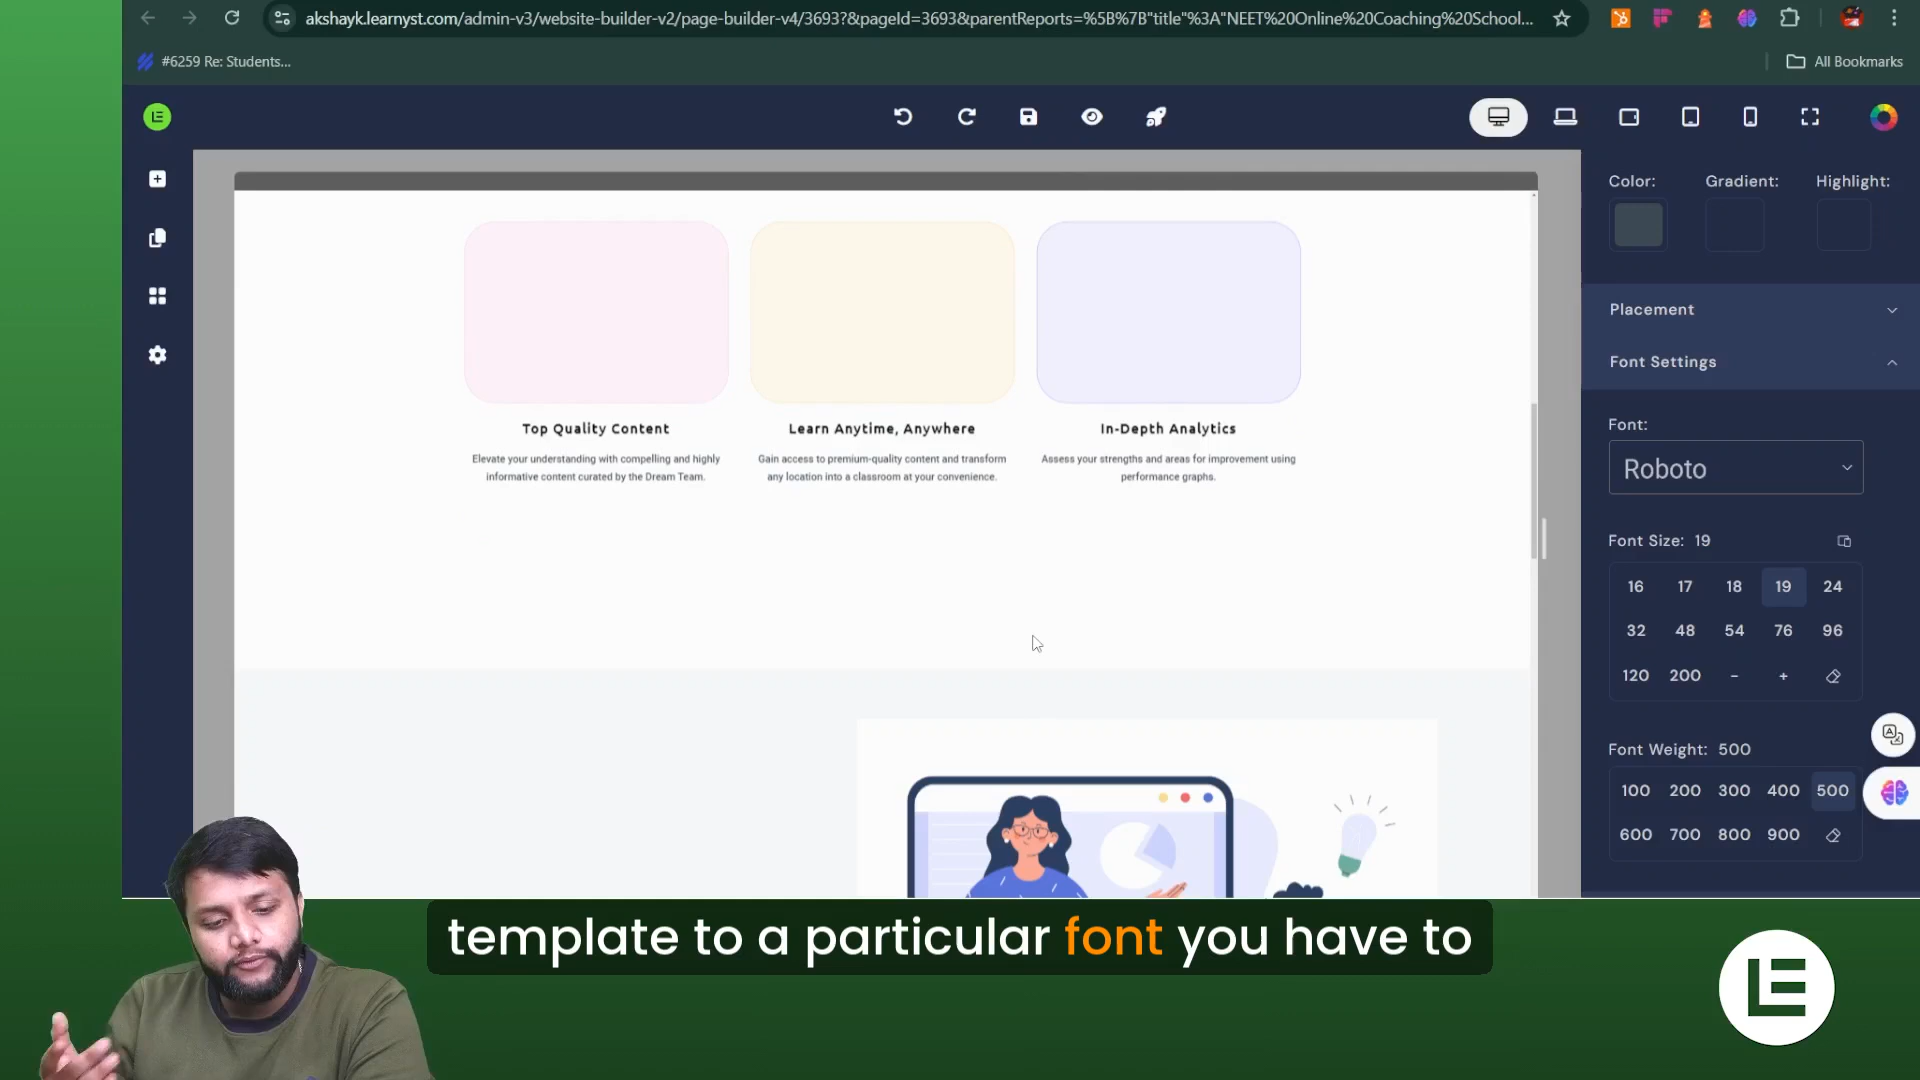 akshayk.learnyst.com/admin-v3/website-builder-v2/page-builder-v4/3693?&pageId=3693&parentReports=%5B%7B"title"%3A"NEET%20Online%20Coaching%20School...
#6259 Re: Students...
All Bookmarks
Color:
Gradient:
Highlight:
Placement
Font Settings
Font:
Roboto
Font Size: 19
16 17 18 19 24
32 48 54 76 96
120 200 - +
Font Weight: 500
100 200 300 400 500
600 700 800 900
Top Quality Content
Elevate your understanding with compelling and highly
informative content curated by the Dream Team.
Learn Anytime, Anywhere
Gain access to premium-quality content and transform
any location into a classroom at your convenience.
In-Depth Analytics
Assess your strengths and areas for improvement using
performance graphs.
template to a particular font you have to